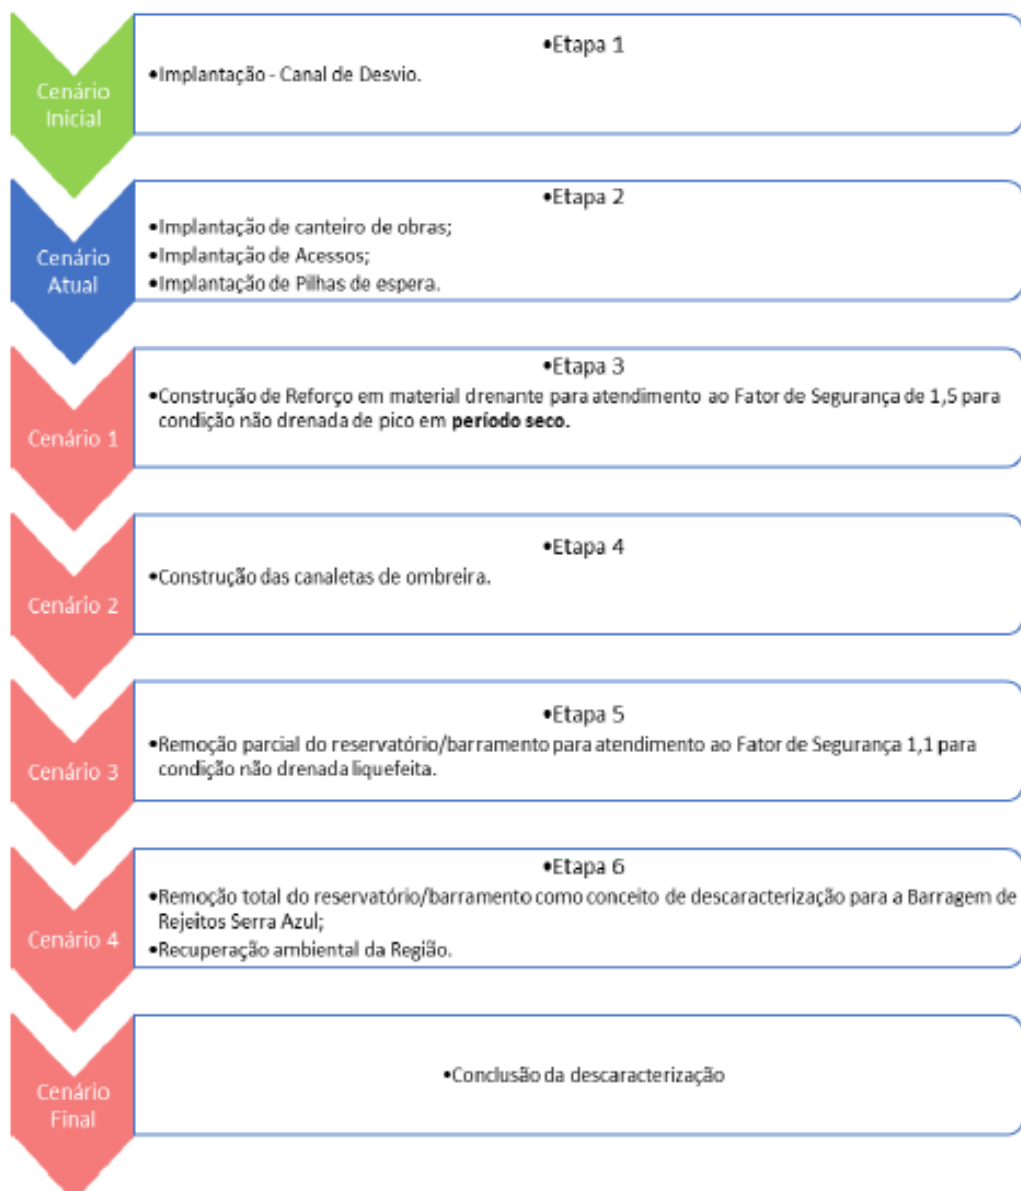 Cenário
Inicial
•Etapa 1
•Implantação - Canal de Desvio.
Cenário
Atual
•Etapa 2
•Implantação de canteiro de obras;
•Implantação de Acessos;
•Implantação de Pilhas de espera.
Cenário 1
•Etapa 3
•Construção de Reforço em material drenante para atendimento ao Fator de Segurança de 1,5 para
condição não drenada de pico em período seco.
Cenário 2
•Etapa 4
•Construção das canaletas de ombreira.
Cenário 3
•Etapa 5
•Remoção parcial do reservatório/barramento para atendimento ao Fator de Segurança 1,1 para
condição não drenada liquefeita.
Cenário 4
•Etapa 6
•Remoção total do reservatório/barramento como conceito de descaracterização para a Barragem de
Rejeitos Serra Azul;
•Recuperação ambiental da Região.
Cenário
Final
•Conclusão da descaracterização